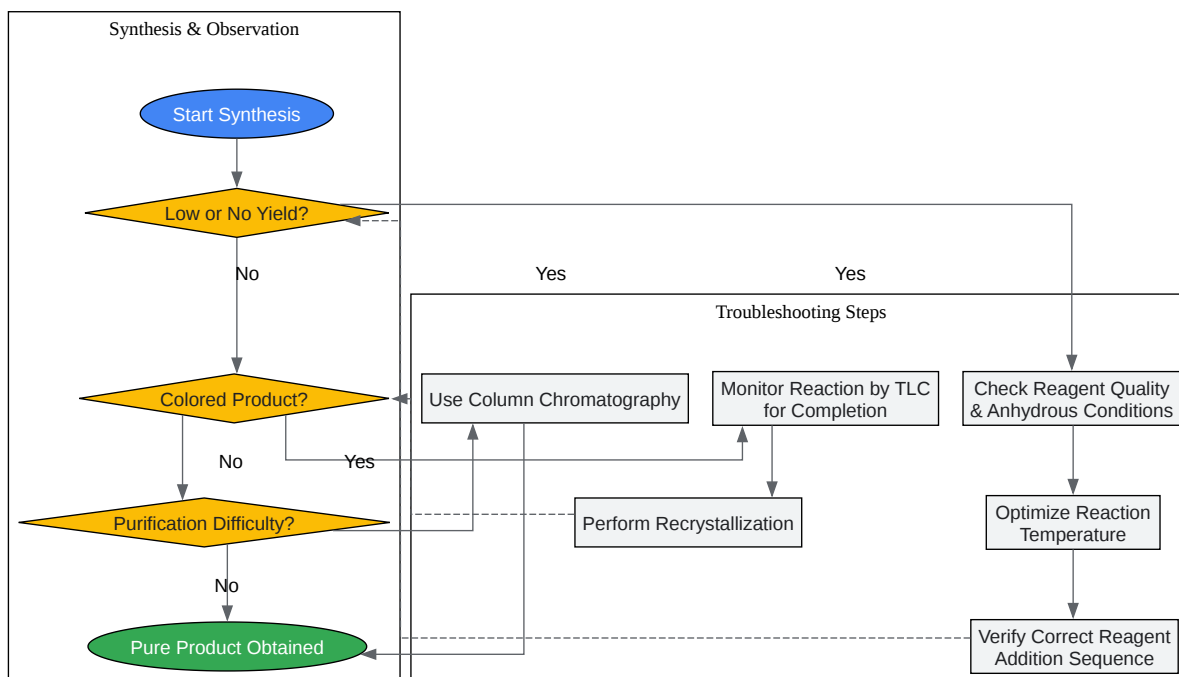 Synthesis & Observation
Start Synthesis
Low or No Yield?
No
Yes
Yes
Troubleshooting Steps
Colored Product?
Use Column Chromatography
Monitor Reaction by TLC
for Completion
Check Reagent Quality
& Anhydrous Conditions
No
Yes
Purification Difficulty?
Perform Recrystallization
Optimize Reaction
Temperature
No
Pure Product Obtained
Verify Correct Reagent
Addition Sequence